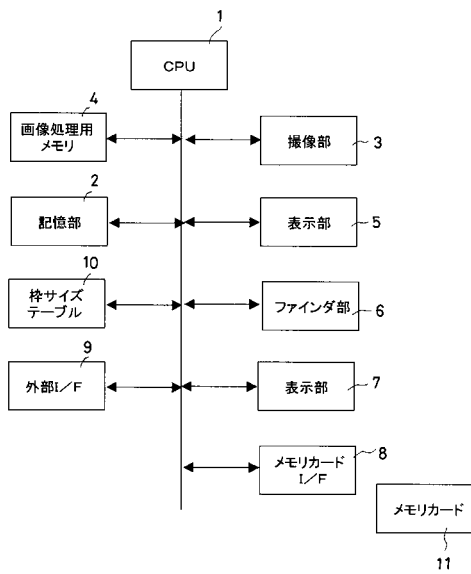 1
CPU
4
画像処理用
メモリ
撮像部
3
2
記憶部
表示部
5
10
枠サイズ
テーブル
ファインダ部
6
9
外部I/F
表示部
7
メモリカード
I/F
8
メモリカード
11